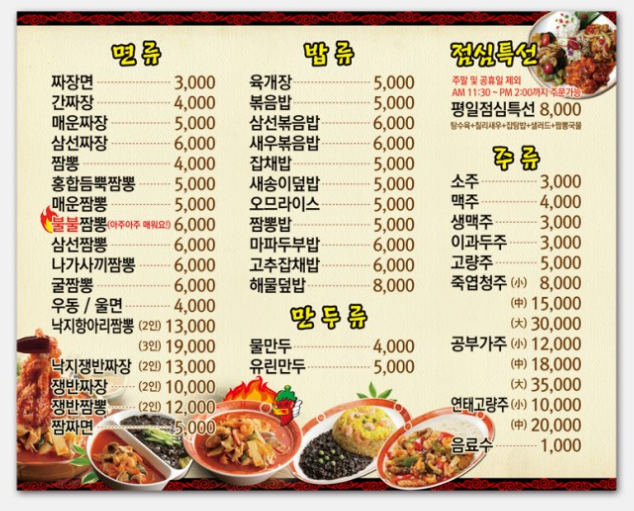 면류
짜장면 3,000
간짜장 4,000
매운짜장 5,000
삼선짜장 6,000
짬뽕 4,000
홍합듬뿍짬뽕 5,000
매운짬뽕 5,000
불불짬뽕(아주아주 매워요!) 6,000
삼선짬뽕 6,000
나가사끼짬뽕 6,000
굴짬뽕 6,000
우동 / 울면 4,000
낙지항아리짬뽕 (2인) 13,000
(3인) 19,000
낙지쟁반짜장 (2인) 13,000
쟁반짜장 (2인) 10,000
쟁반짬뽕 (2인) 12,000
짬짜면 5,000
밥류
육개장 5,000
볶음밥 5,000
삼선볶음밥 6,000
새우볶음밥 6,000
잡채밥 5,000
새송이덮밥 5,000
오므라이스 5,000
짬뽕밥 5,000
마파두부밥 6,000
고추잡채밥 6,000
해물덮밥 8,000
만두류
물만두 4,000
유린만두 5,000
점심특선
주말 및 공휴일 제외
AM 11:30 ~ PM 2:00까지 주문가능
평일점심특선 8,000
탕수육+칠리새우+잡탕밥+샐러드+짬뽕국물
주류
소주 3,000
맥주 4,000
생맥주 3,000
이과두주 3,000
고량주 5,000
죽엽청주 (小) 8,000
(中) 15,000
(大) 30,000
공부가주 (小) 12,000
(中) 18,000
(大) 35,000
연태고량주 (小) 10,000
(中) 20,000
음료수 1,000